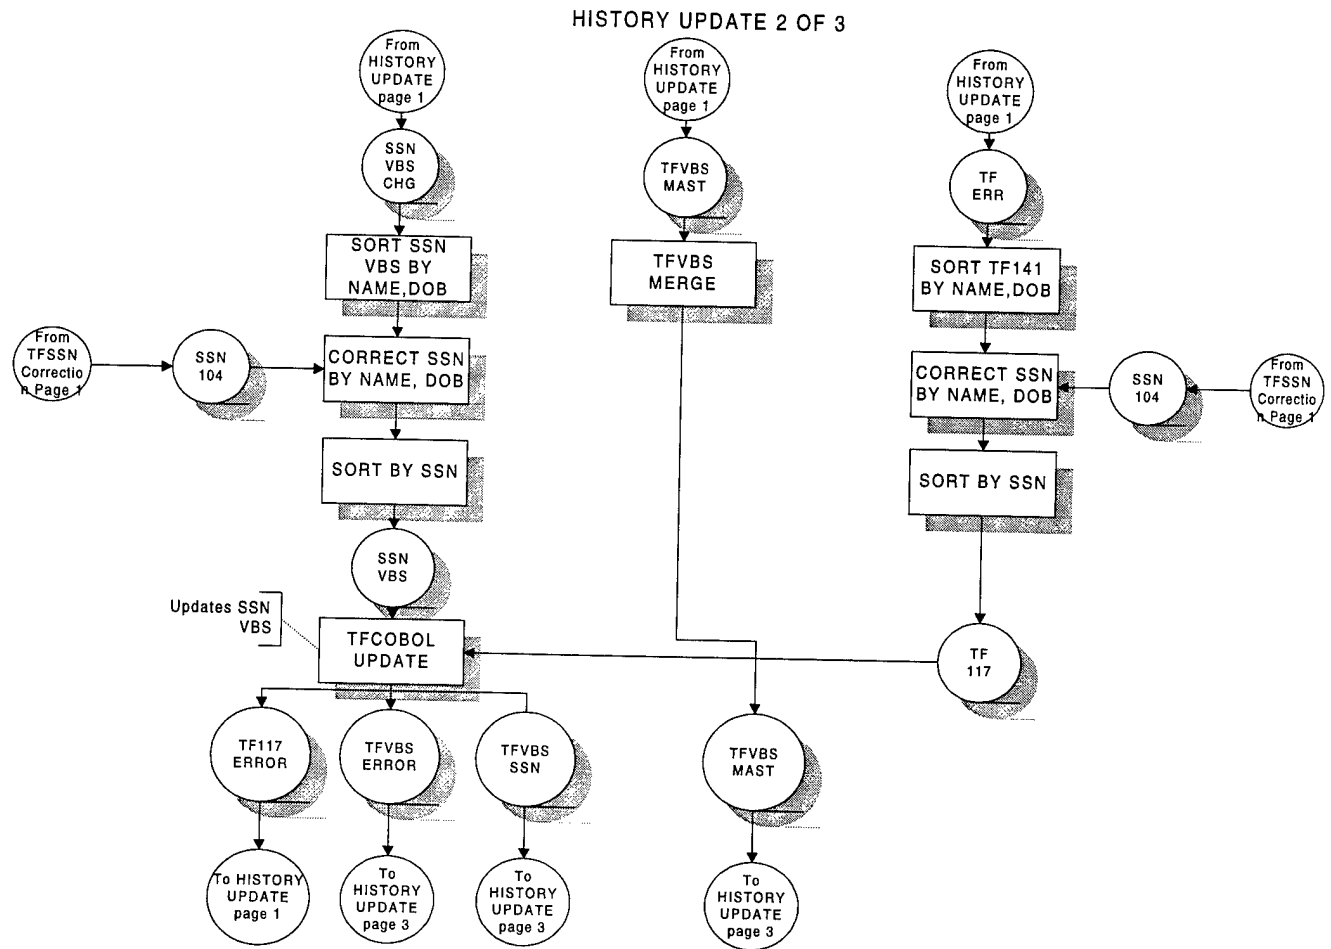 HISTORY UPDATE 2 OF 3
From
HISTORY
UPDATE
page 1
From
HISTORY
UPDATE
page 1
From
HISTORY
UPDATE
page 1
SSN
VBS
CHG
TFVBS
MAST
TF
ERR
SORT SSN
VBS BY
NAME,DOB
TFVBS
MERGE
SORT TF141
BY NAME,DOB
From
TFSSN
Correctio
n Page 1
SSN
104
CORRECT SSN
BY NAME, DOB
CORRECT SSN
BY NAME, DOB
SSN
104
From
TFSSN
Correctio
n Page 1
SORT BY SSN
SORT BY SSN
SSN
VBS
Updates SSN
VBS
TFCOBOL
UPDATE
TF
117
TF117
ERROR
TFVBS
ERROR
TFVBS
SSN
TFVBS
MAST
To HISTORY
UPDATE
page 1
To
HISTORY
UPDATE
page 3
To
HISTORY
UPDATE
page 3
To
HISTORY
UPDATE
page 3